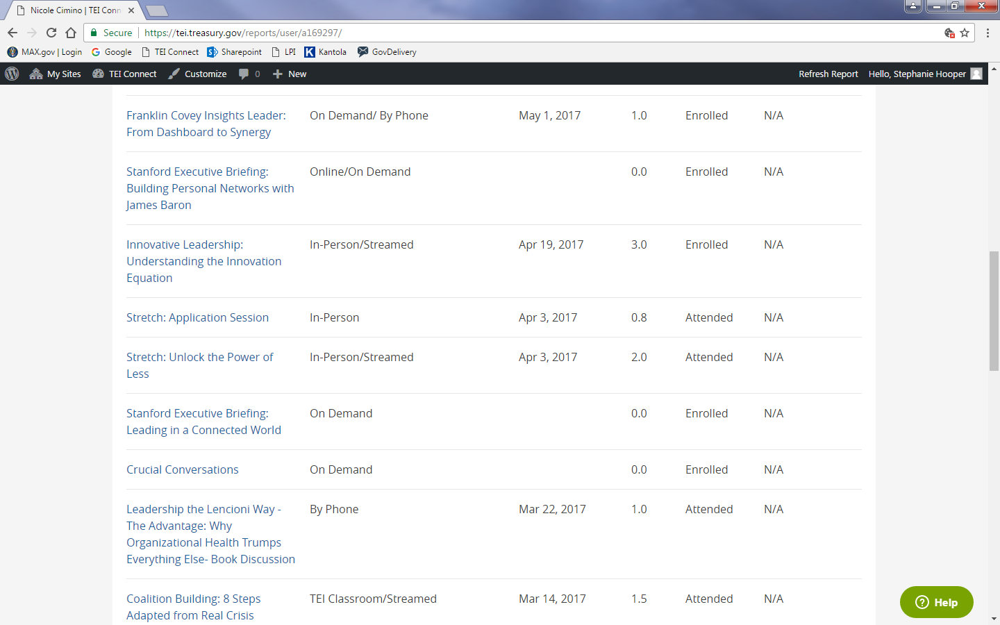 Nicole Cimino | TEI Conn
Secure https://tei.treasury.gov/reports/user/a169297/
MAX.gov | Login Google TEI Connect Sharepoint LPI Kantola GovDelivery
My Sites TEI Connect Customize 0 New Refresh Report Hello, Stephanie Hooper
Franklin Covey Insights Leader: On Demand/ By Phone May 1, 2017 1.0 Enrolled N/A
From Dashboard to Synergy
Stanford Executive Briefing: Online/On Demand 0.0 Enrolled N/A
Building Personal Networks with
James Baron
Innovative Leadership: In-Person/Streamed Apr 19, 2017 3.0 Enrolled N/A
Understanding the Innovation
Equation
Stretch: Application Session In-Person Apr 3, 2017 0.8 Attended N/A
Stretch: Unlock the Power of In-Person/Streamed Apr 3, 2017 2.0 Attended N/A
Less
Stanford Executive Briefing: On Demand 0.0 Enrolled N/A
Leading in a Connected World
Crucial Conversations On Demand 0.0 Enrolled N/A
Leadership the Lencioni Way - By Phone Mar 22, 2017 1.0 Attended N/A
The Advantage: Why
Organizational Health Trumps
Everything Else- Book Discussion
Coalition Building: 8 Steps TEI Classroom/Streamed Mar 14, 2017 1.5 Attended N/A
Adapted from Real Crisis
Help